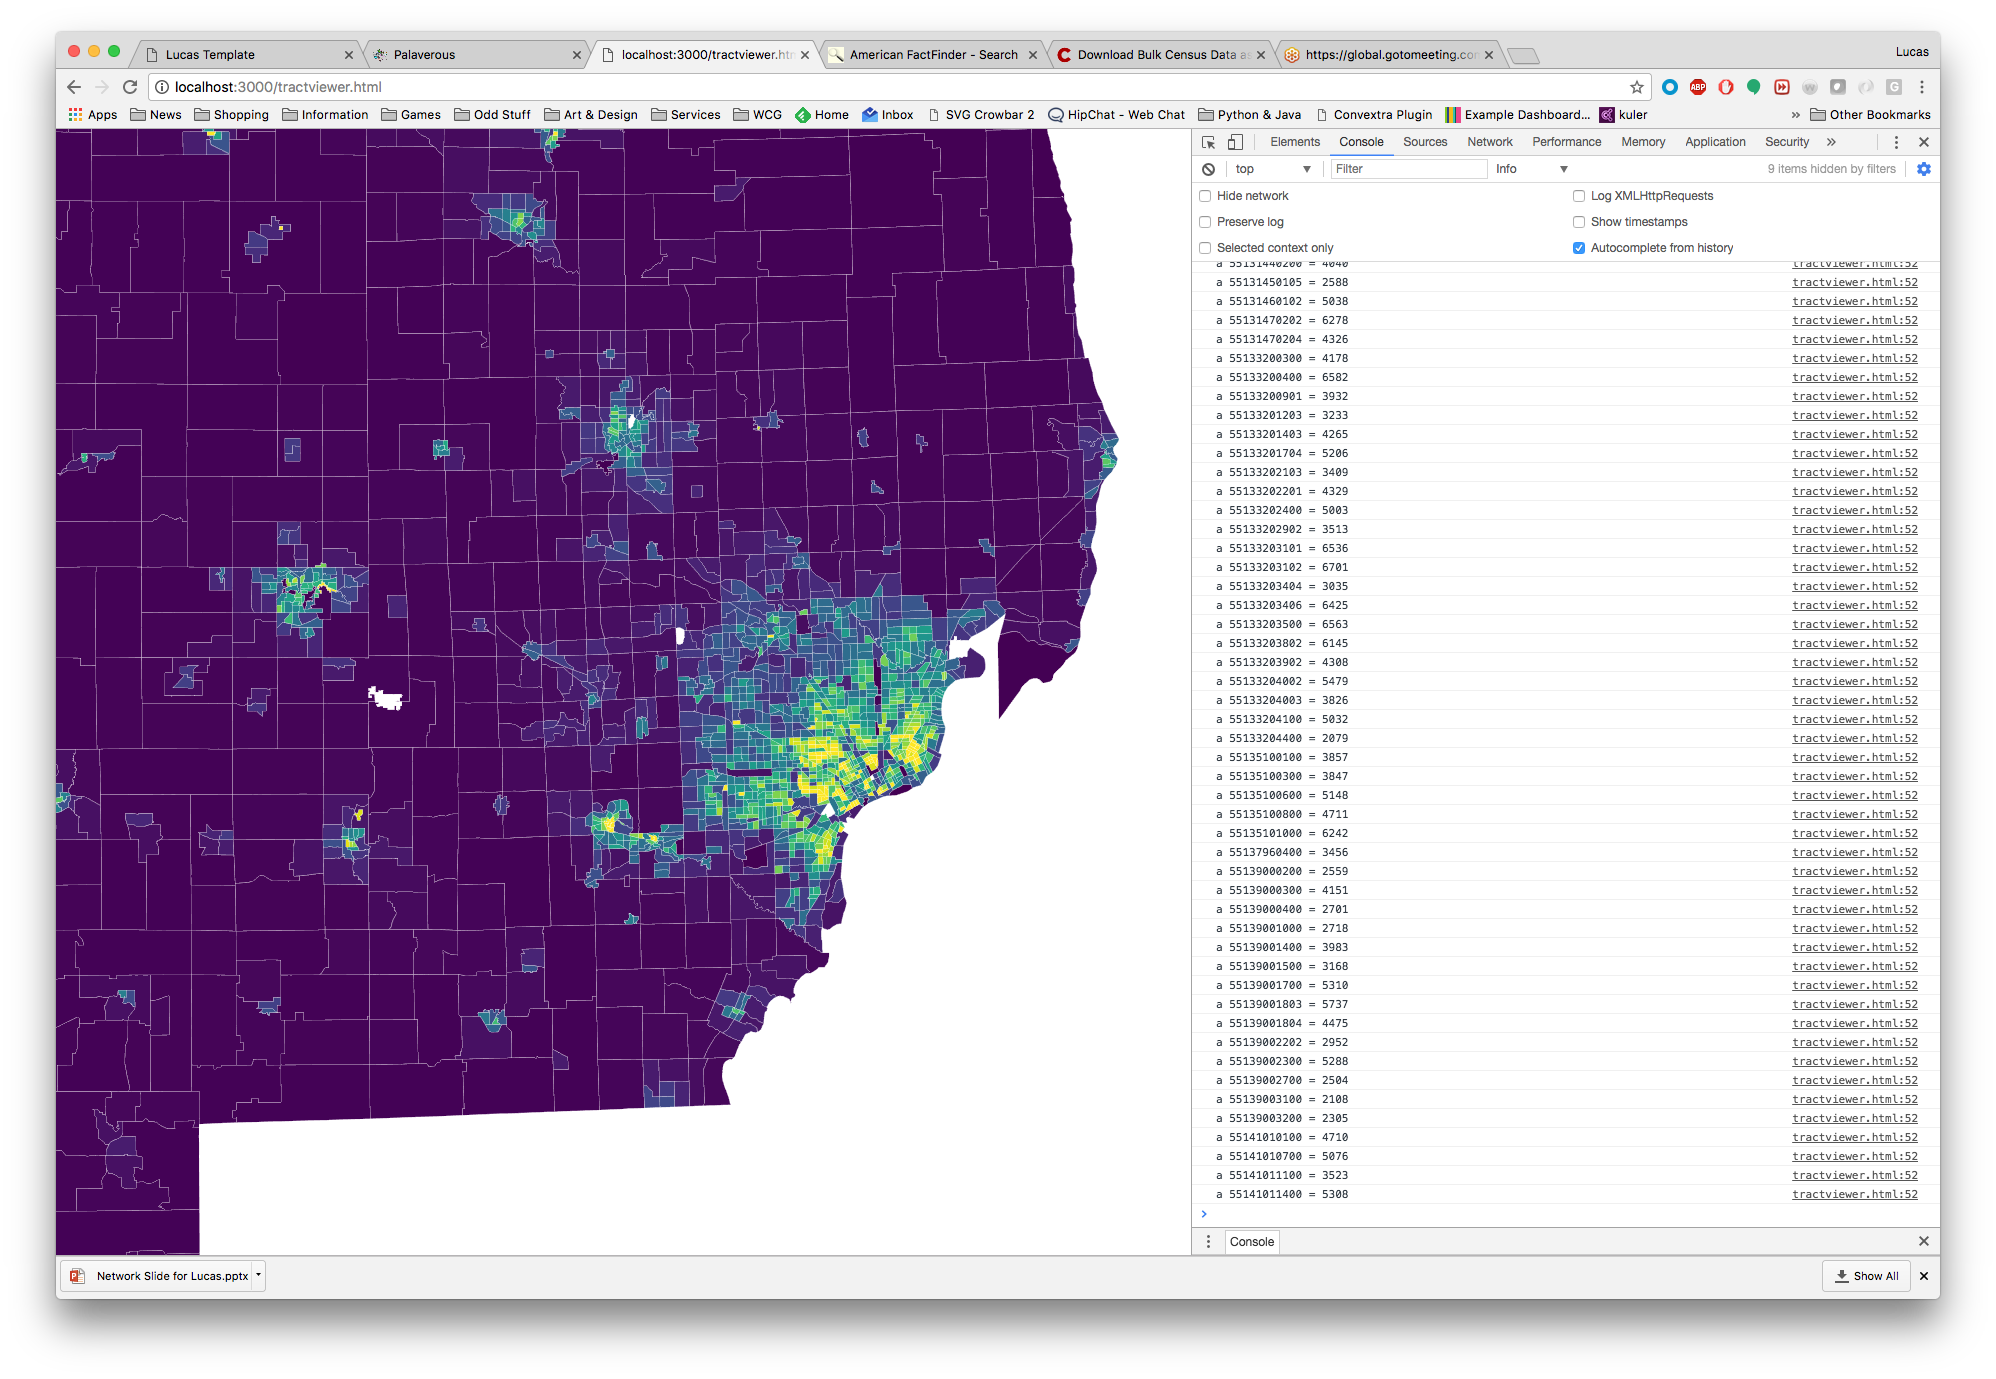 Lucas Template
Palaverous
localhost:3000/tractviewer.htm
American FactFinder - Search
Download Bulk Census Data as
https://global.gotomeeting.com
Lucas
localhost:3000/tractviewer.html
Apps News Shopping Information Games Odd Stuff Art & Design Services WCG Home Inbox SVG Crowbar 2 HipChat - Web Chat Python & Java Convextra Plugin Example Dashboard... kuler » Other Bookmarks
Elements Console Sources Network Performance Memory Application Security »
top Filter Info 9 items hidden by filters
Hide network Log XMLHttpRequests
Preserve log Show timestamps
Selected context only Autocomplete from history
a 55131440200 = 4040 tractviewer.html:52
a 55131450105 = 2588 tractviewer.html:52
a 55131460102 = 5038 tractviewer.html:52
a 55131470202 = 6278 tractviewer.html:52
a 55131470204 = 4326 tractviewer.html:52
a 55133200300 = 4178 tractviewer.html:52
a 55133200400 = 6582 tractviewer.html:52
a 55133200901 = 3932 tractviewer.html:52
a 55133201203 = 3233 tractviewer.html:52
a 55133201403 = 4265 tractviewer.html:52
a 55133201704 = 5206 tractviewer.html:52
a 55133202103 = 3409 tractviewer.html:52
a 55133202201 = 4329 tractviewer.html:52
a 55133202400 = 5003 tractviewer.html:52
a 55133202902 = 3513 tractviewer.html:52
a 55133203101 = 6536 tractviewer.html:52
a 55133203102 = 6701 tractviewer.html:52
a 55133203404 = 3035 tractviewer.html:52
a 55133203406 = 6425 tractviewer.html:52
a 55133203500 = 6563 tractviewer.html:52
a 55133203802 = 6145 tractviewer.html:52
a 55133203902 = 4308 tractviewer.html:52
a 55133204002 = 5479 tractviewer.html:52
a 55133204003 = 3826 tractviewer.html:52
a 55133204100 = 5032 tractviewer.html:52
a 55133204400 = 2079 tractviewer.html:52
a 55135100100 = 3857 tractviewer.html:52
a 55135100300 = 3847 tractviewer.html:52
a 55135100600 = 5148 tractviewer.html:52
a 55135100800 = 4711 tractviewer.html:52
a 55135101000 = 6242 tractviewer.html:52
a 55137960400 = 3456 tractviewer.html:52
a 55139000200 = 2559 tractviewer.html:52
a 55139000300 = 4151 tractviewer.html:52
a 55139000400 = 2701 tractviewer.html:52
a 55139001000 = 2718 tractviewer.html:52
a 55139001400 = 3983 tractviewer.html:52
a 55139001500 = 3168 tractviewer.html:52
a 55139001700 = 5310 tractviewer.html:52
a 55139001803 = 5737 tractviewer.html:52
a 55139001804 = 4475 tractviewer.html:52
a 55139002202 = 2952 tractviewer.html:52
a 55139002300 = 5288 tractviewer.html:52
a 55139002700 = 2504 tractviewer.html:52
a 55139003100 = 2108 tractviewer.html:52
a 55139003200 = 2305 tractviewer.html:52
a 55141010100 = 4710 tractviewer.html:52
a 55141010700 = 5076 tractviewer.html:52
a 55141011100 = 3523 tractviewer.html:52
a 55141011400 = 5308 tractviewer.html:52
Console
Network Slide for Lucas.pptx
Show All